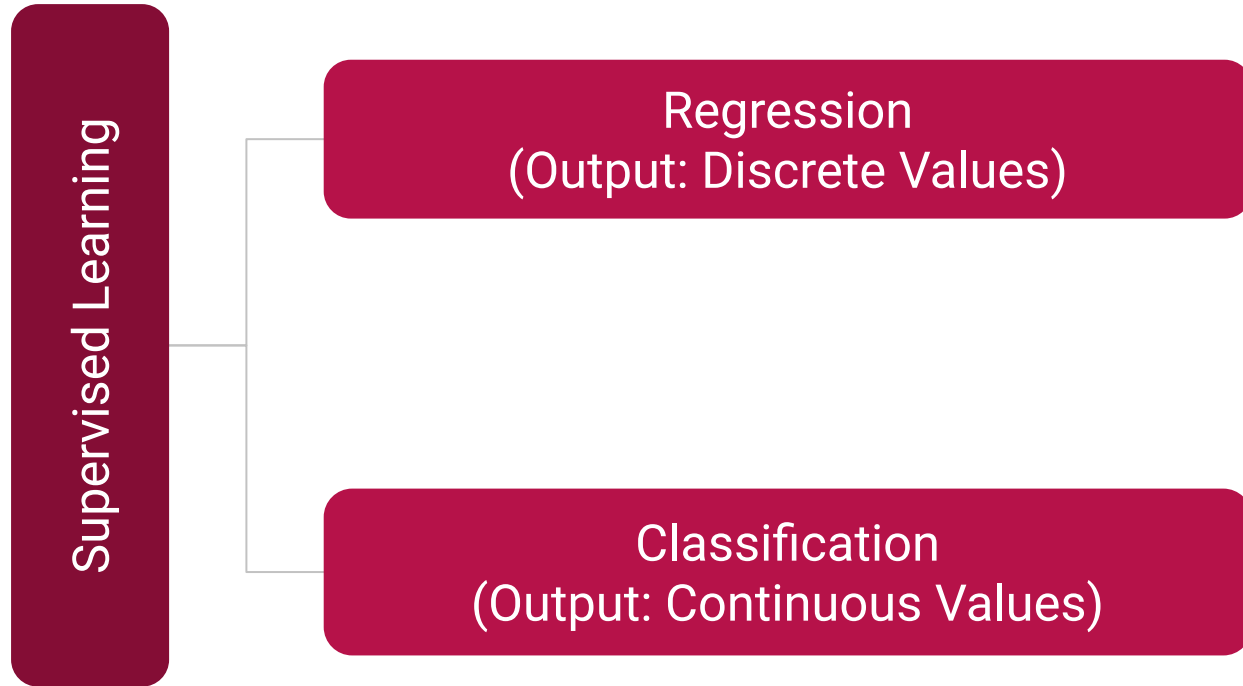 Supervised Learning
Regression
(Output: Discrete Values)
Classification
(Output: Continuous Values)